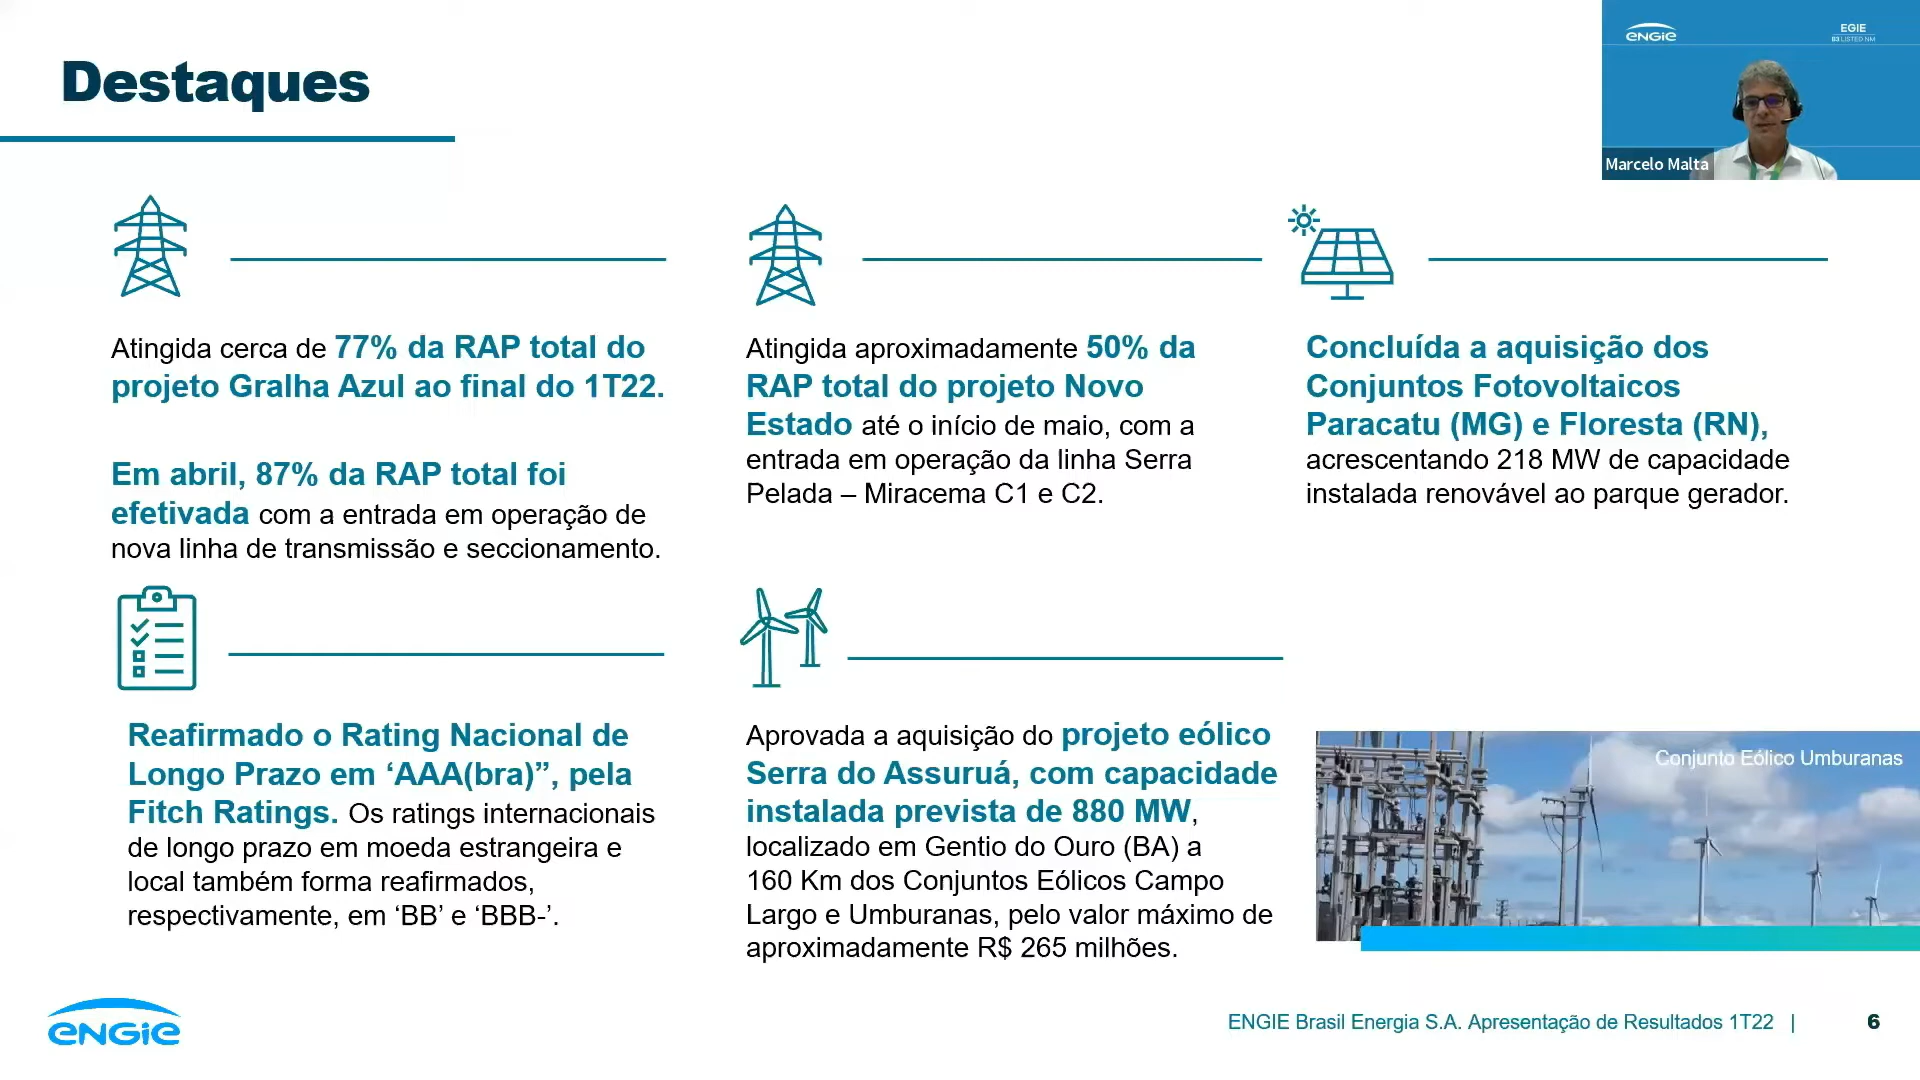 Destaques
ENGIE
EGIE
B3 LISTED NM
Marcelo Malta
Atingida cerca de 77% da RAP total do
projeto Gralha Azul ao final do 1T22.
Em abril, 87% da RAP total foi
efetivada com a entrada em operação de
nova linha de transmissão e seccionamento.
Atingida aproximadamente 50% da
RAP total do projeto Novo
Estado até o início de maio, com a
entrada em operação da linha Serra
Pelada – Miracema C1 e C2.
Concluída a aquisição dos
Conjuntos Fotovoltaicos
Paracatu (MG) e Floresta (RN),
acrescentando 218 MW de capacidade
instalada renovável ao parque gerador.
Reafirmado o Rating Nacional de
Longo Prazo em ‘AAA(bra)”, pela
Fitch Ratings. Os ratings internacionais
de longo prazo em moeda estrangeira e
local também forma reafirmados,
respectivamente, em ‘BB’ e ‘BBB-’.
Aprovada a aquisição do projeto eólico
Serra do Assuruá, com capacidade
instalada prevista de 880 MW,
localizado em Gentio do Ouro (BA) a
160 Km dos Conjuntos Eólicos Campo
Largo e Umburanas, pelo valor máximo de
aproximadamente R$ 265 milhões.
Conjunto Eólico Umburanas
ENGIE
ENGIE Brasil Energia S.A. Apresentação de Resultados 1T22 |
6